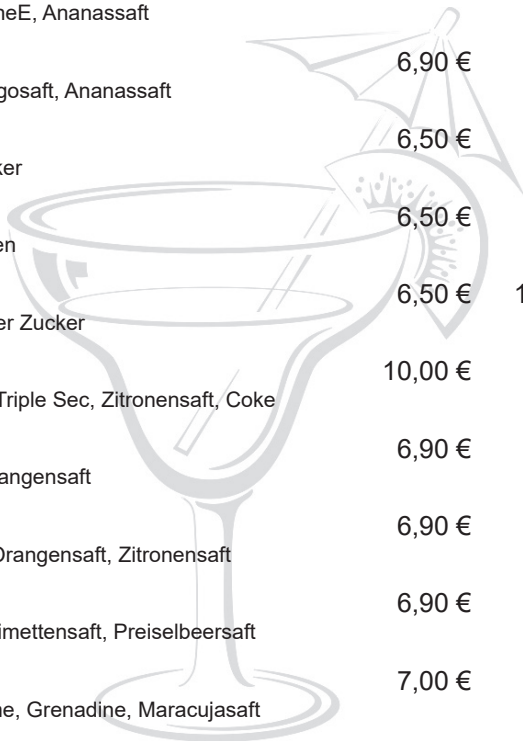 neE, Ananassaft
6,90 €
gosaft, Ananassaft
6,50 €
ker
6,50 €
en
6,50 € 1
er Zucker
10,00 €
Triple Sec, Zitronensaft, Coke
6,90 €
angensaft
6,90 €
Orangensaft, Zitronensaft
6,90 €
imettensaft, Preiselbeersaft
7,00 €
ne, Grenadine, Maracujasaft